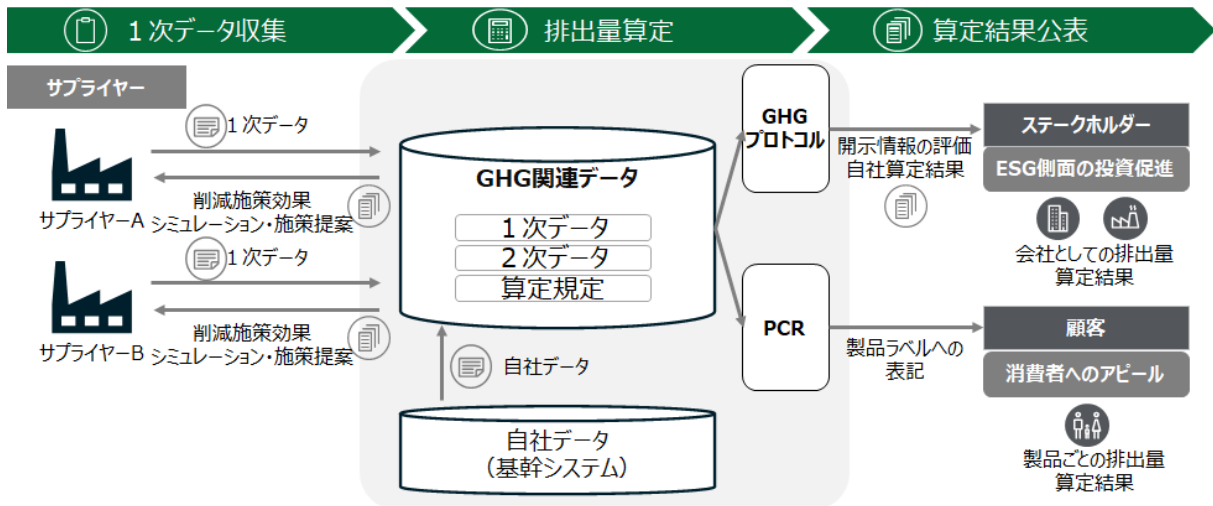 1次データ収集
排出量算定
算定結果公表
サプライヤー
1次データ
サプライヤーA
削減施策効果
シミュレーション・施策提案
1次データ
サプライヤーB
削減施策効果
シミュレーション・施策提案
GHG関連データ
1次データ
2次データ
算定規定
自社データ
自社データ
（基幹システム）
GHG
プロトコル
PCR
開示情報の評価
自社算定結果
製品ラベルへの
表記
ステークホルダー
ESG側面の投資促進
会社としての排出量
算定結果
顧客
消費者へのアピール
製品ごとの排出量
算定結果